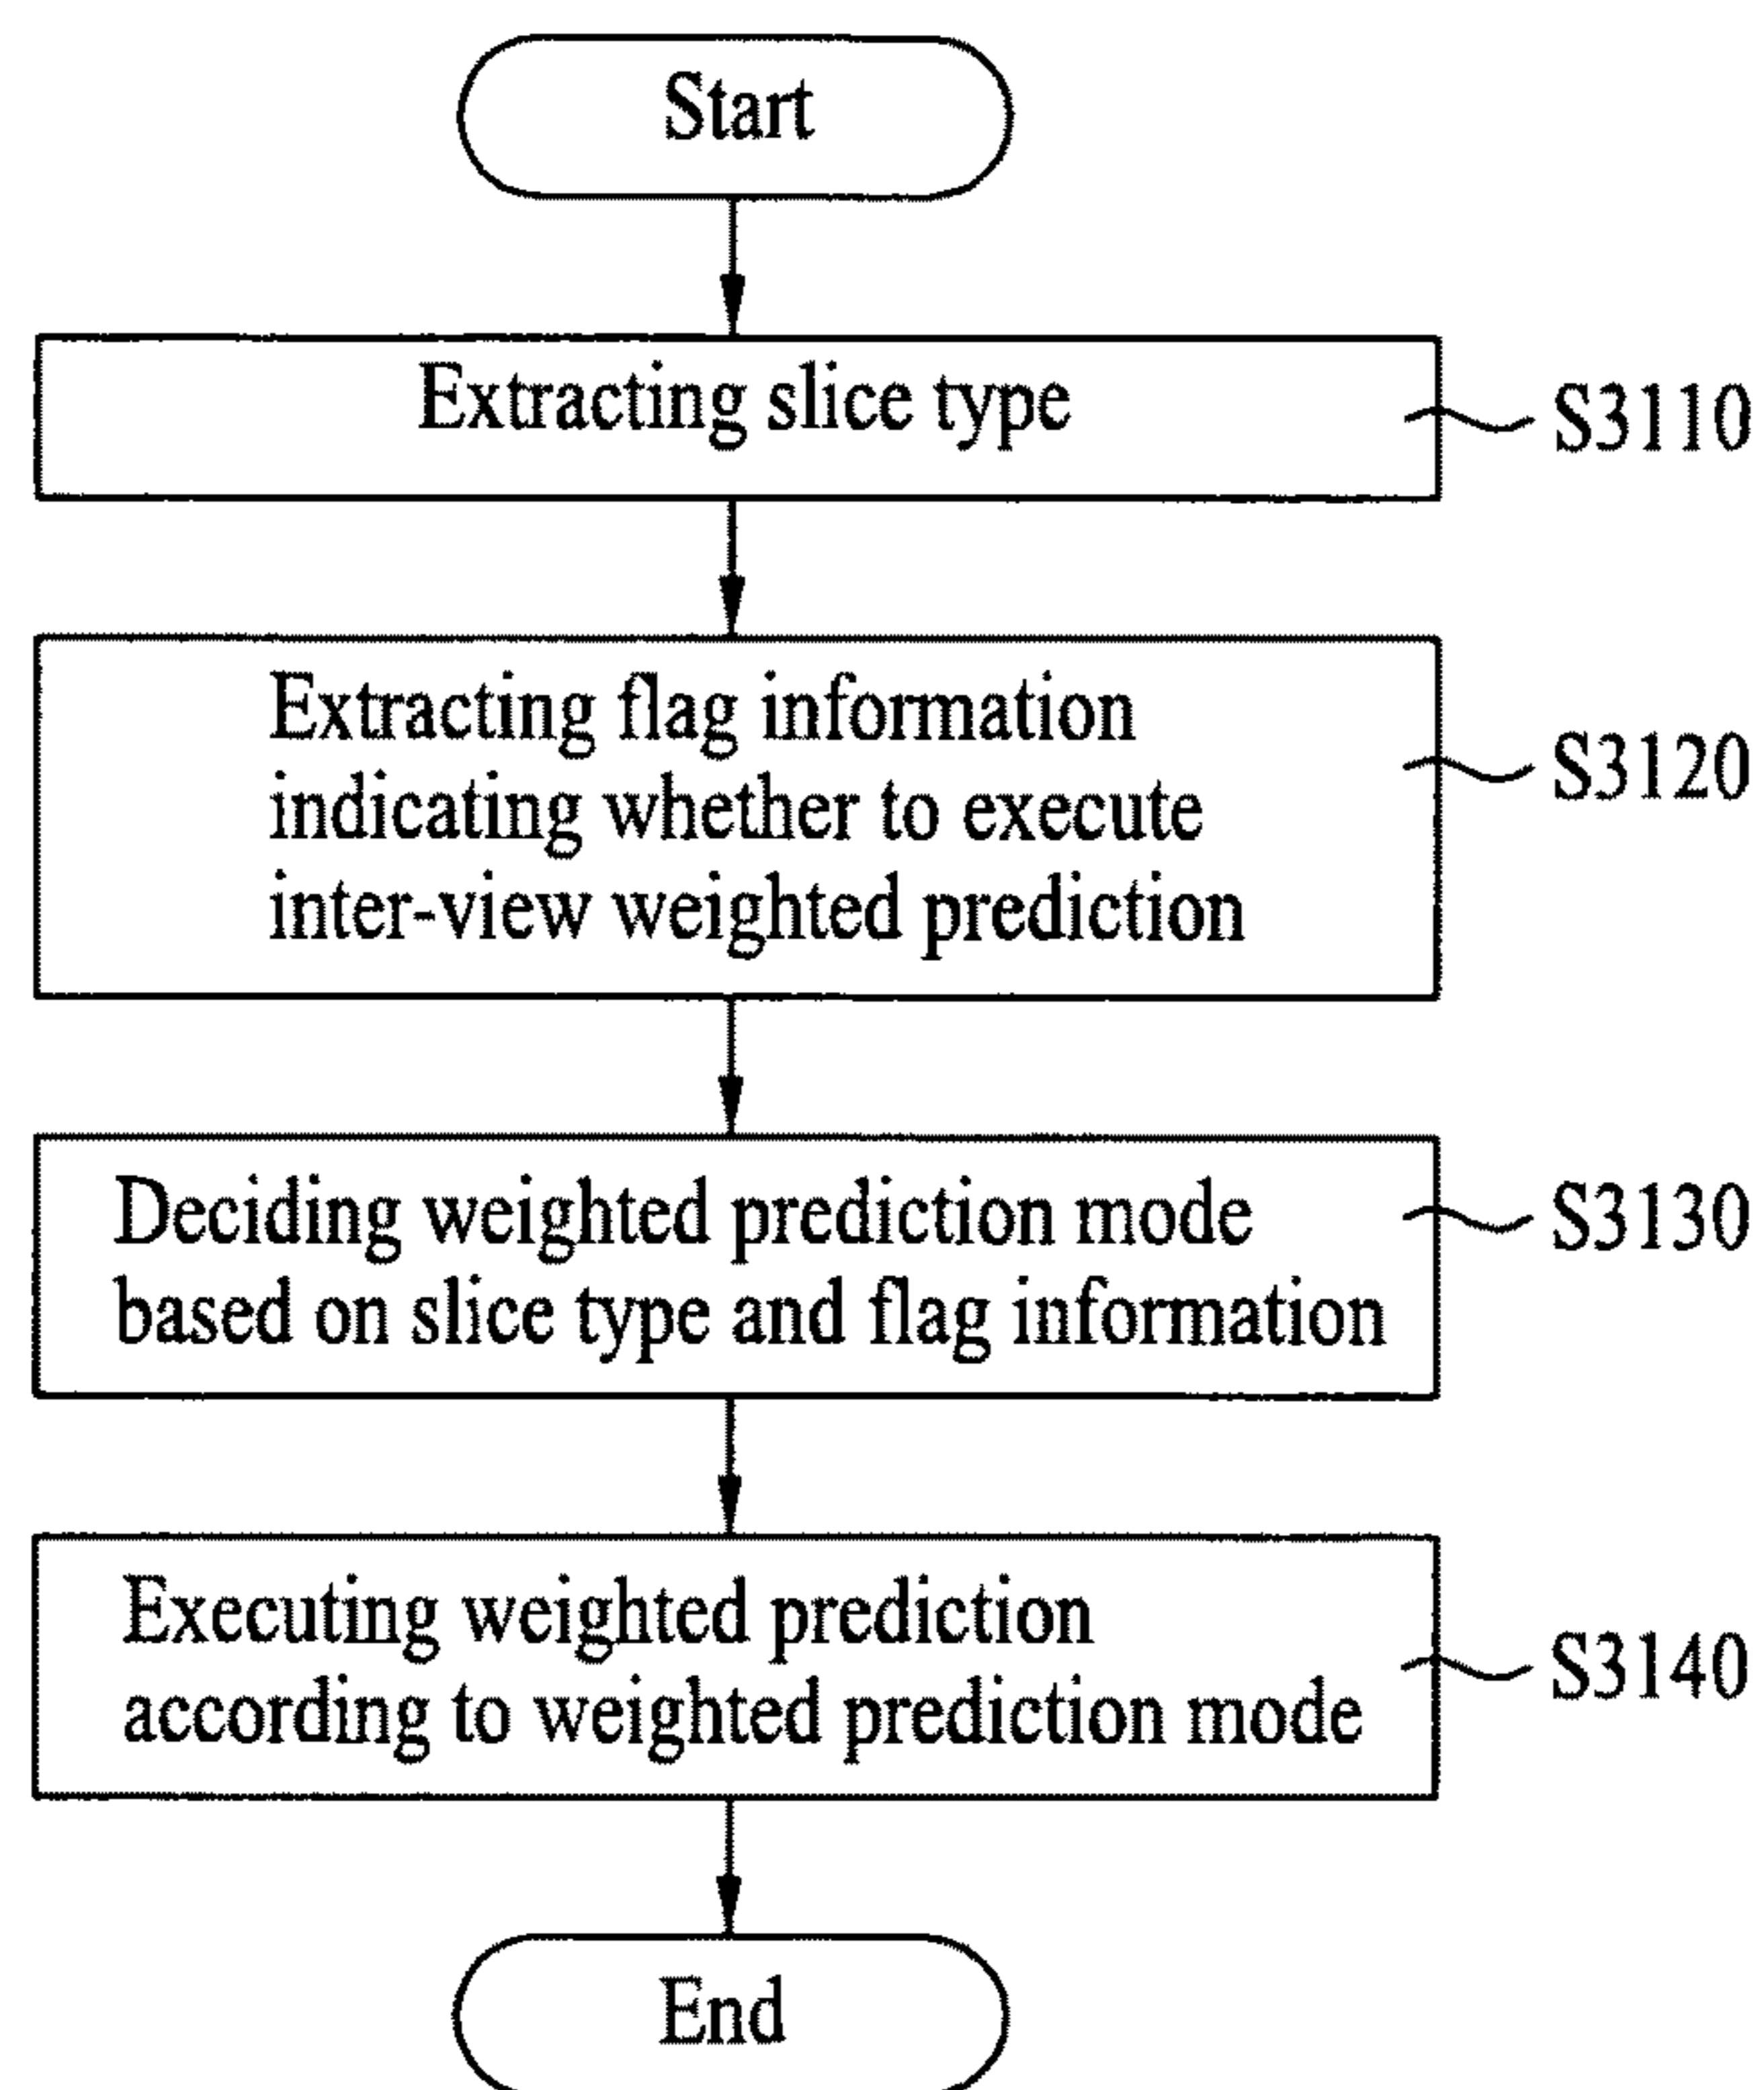 Start
Extracting slice type
S3110
Extracting flag information
indicating whether to execute
inter-view weighted prediction
S3120
Deciding weighted prediction mode
based on slice type and flag information
S3130
Executing weighted prediction
according to weighted prediction mode
S3140
End